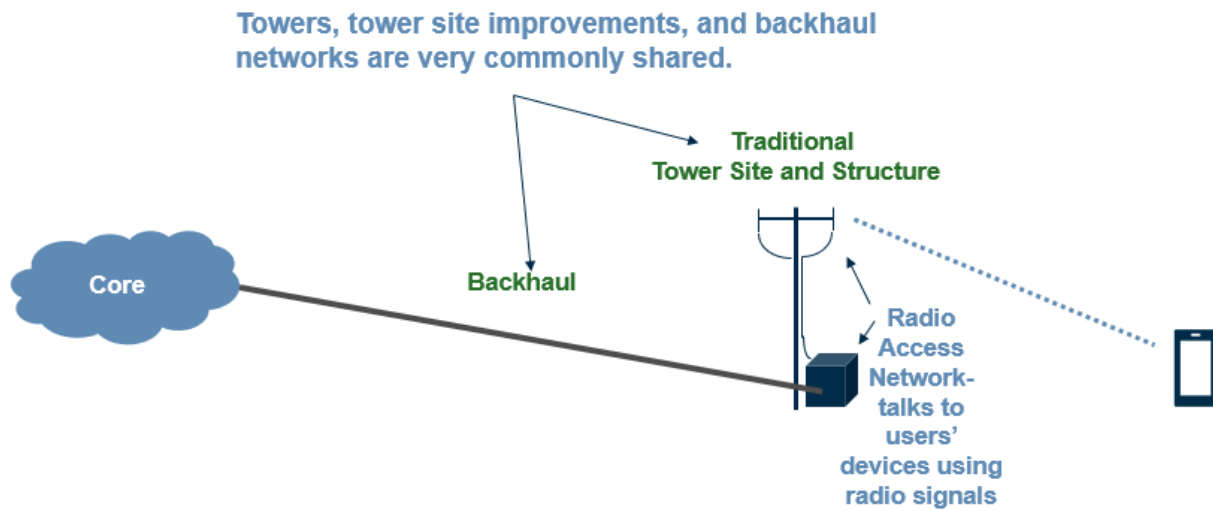 Towers, tower site improvements, and backhaul
networks are very commonly shared.
Traditional
Tower Site and Structure
Core
Backhaul
Radio
Access
Network-
talks to
users’
devices using
radio signals